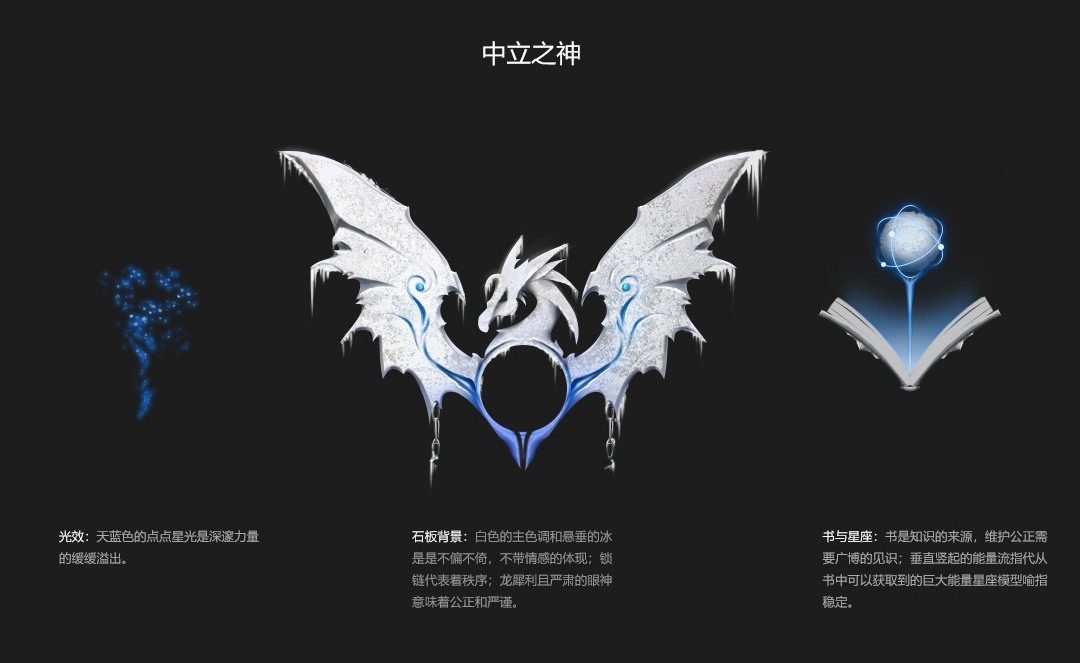 中立之神
光效：天蓝色的点点星光是深邃力量
的缓缓溢出。
石板背景：白色的主色调和悬垂的冰
是是不偏不倚，不带情感的体现；锁
链代表着秩序；龙犀利且严肃的眼神
意味着公正和严谨。
书与星座：书是知识的来源，维护公正需
要广博的见识；垂直竖起的能量流指代从
书中可以获取到的巨大能量星座模型喻指
稳定。